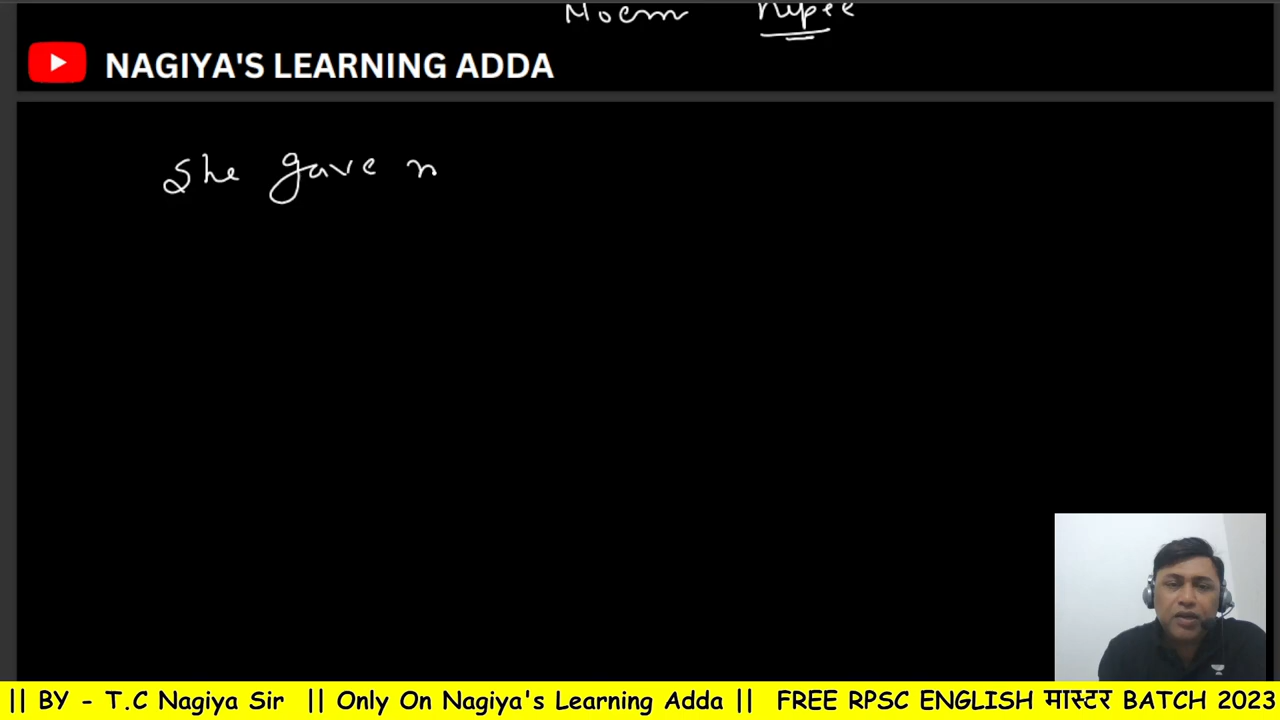 NAGIYA'S LEARNING ADDA
She gave
|| BY - T.C Nagiya Sir || Only On Nagiya's Learning Adda || FREE RPSC ENGLISH मास्टर BATCH 2023